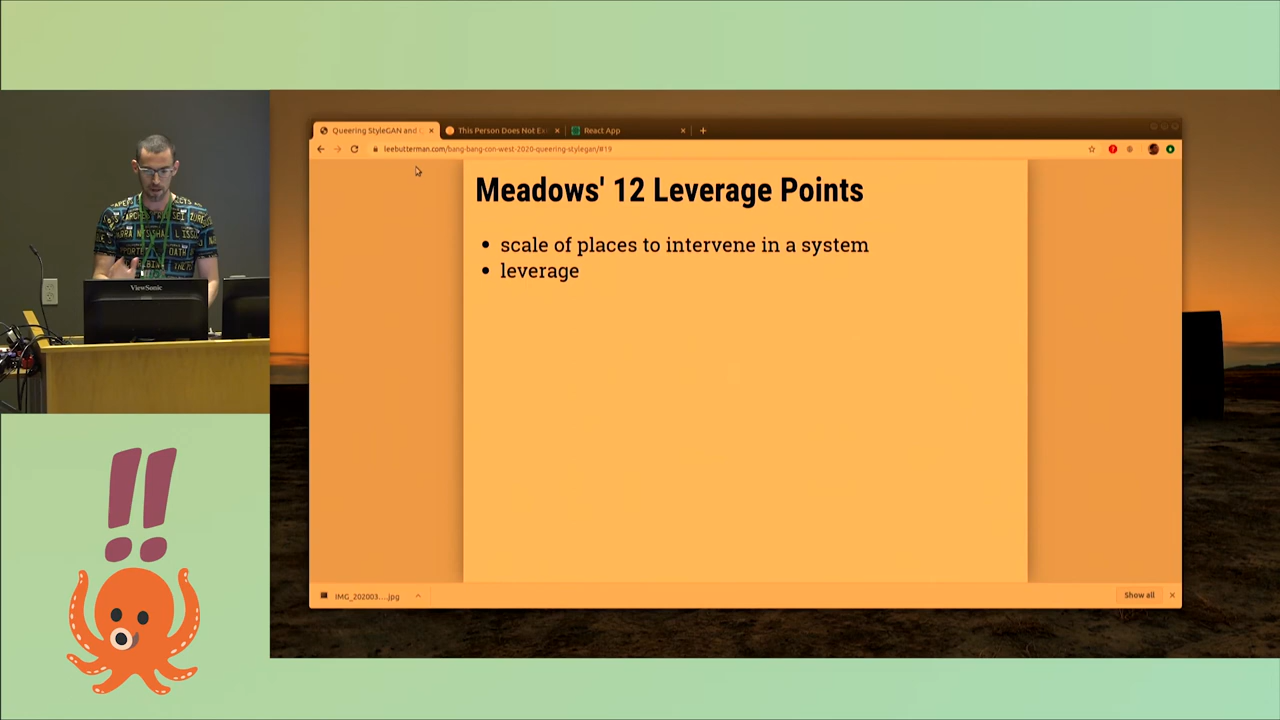 Queering StyleGAN and
This Person Does Not Ex
React App
leebutterman.com/bang-bang-con-west-2020-queering-stylegan/#19
Meadows' 12 Leverage Points
• scale of places to intervene in a system
• leverage
ViewSonic
IMG_202003....jpg
Show all
!!